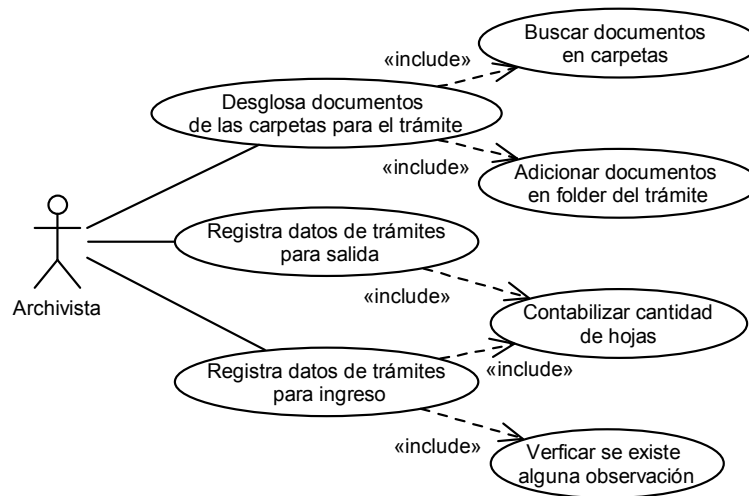 Buscar documentos
en carpetas
«include»
Desglosa documentos
de las carpetas para el trámite
«include»
Adicionar documentos
en folder del trámite
Registra datos de trámites
para salida
Archivista
«include»
Contabilizar cantidad
de hojas
Registra datos de trámites
para ingreso
«include»
«include»
Verficar se existe
alguna observación